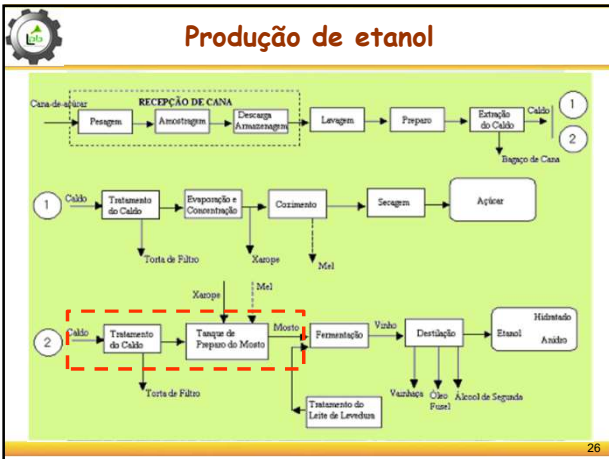 Lab
Produção de etanol
RECEPÇÃO DE CANA
Cana-de-açúcar
Pesagem
Amostragem
Descarga
Armazenagem
Lavagem
Preparo
Extração
do Caldo
Caldo
1
2
Bagaço de Cana
1
Caldo
Tratamento
do Caldo
Evaporação e
Concentração
Cozimento
Secagem
Açúcar
Torta de Filtro
Xarope
Mel
Xarope
Mel
2
Caldo
Tratamento
do Caldo
Tanque de
Preparo do Mosto
Mosto
Fermentação
Vinho
Destilação
Etanol
Hidratado
Anidro
Torta de Filtro
Tratamento do
Leite de Levedura
Vinhaça
Óleo
Fusel
Álcool de Segunda
26